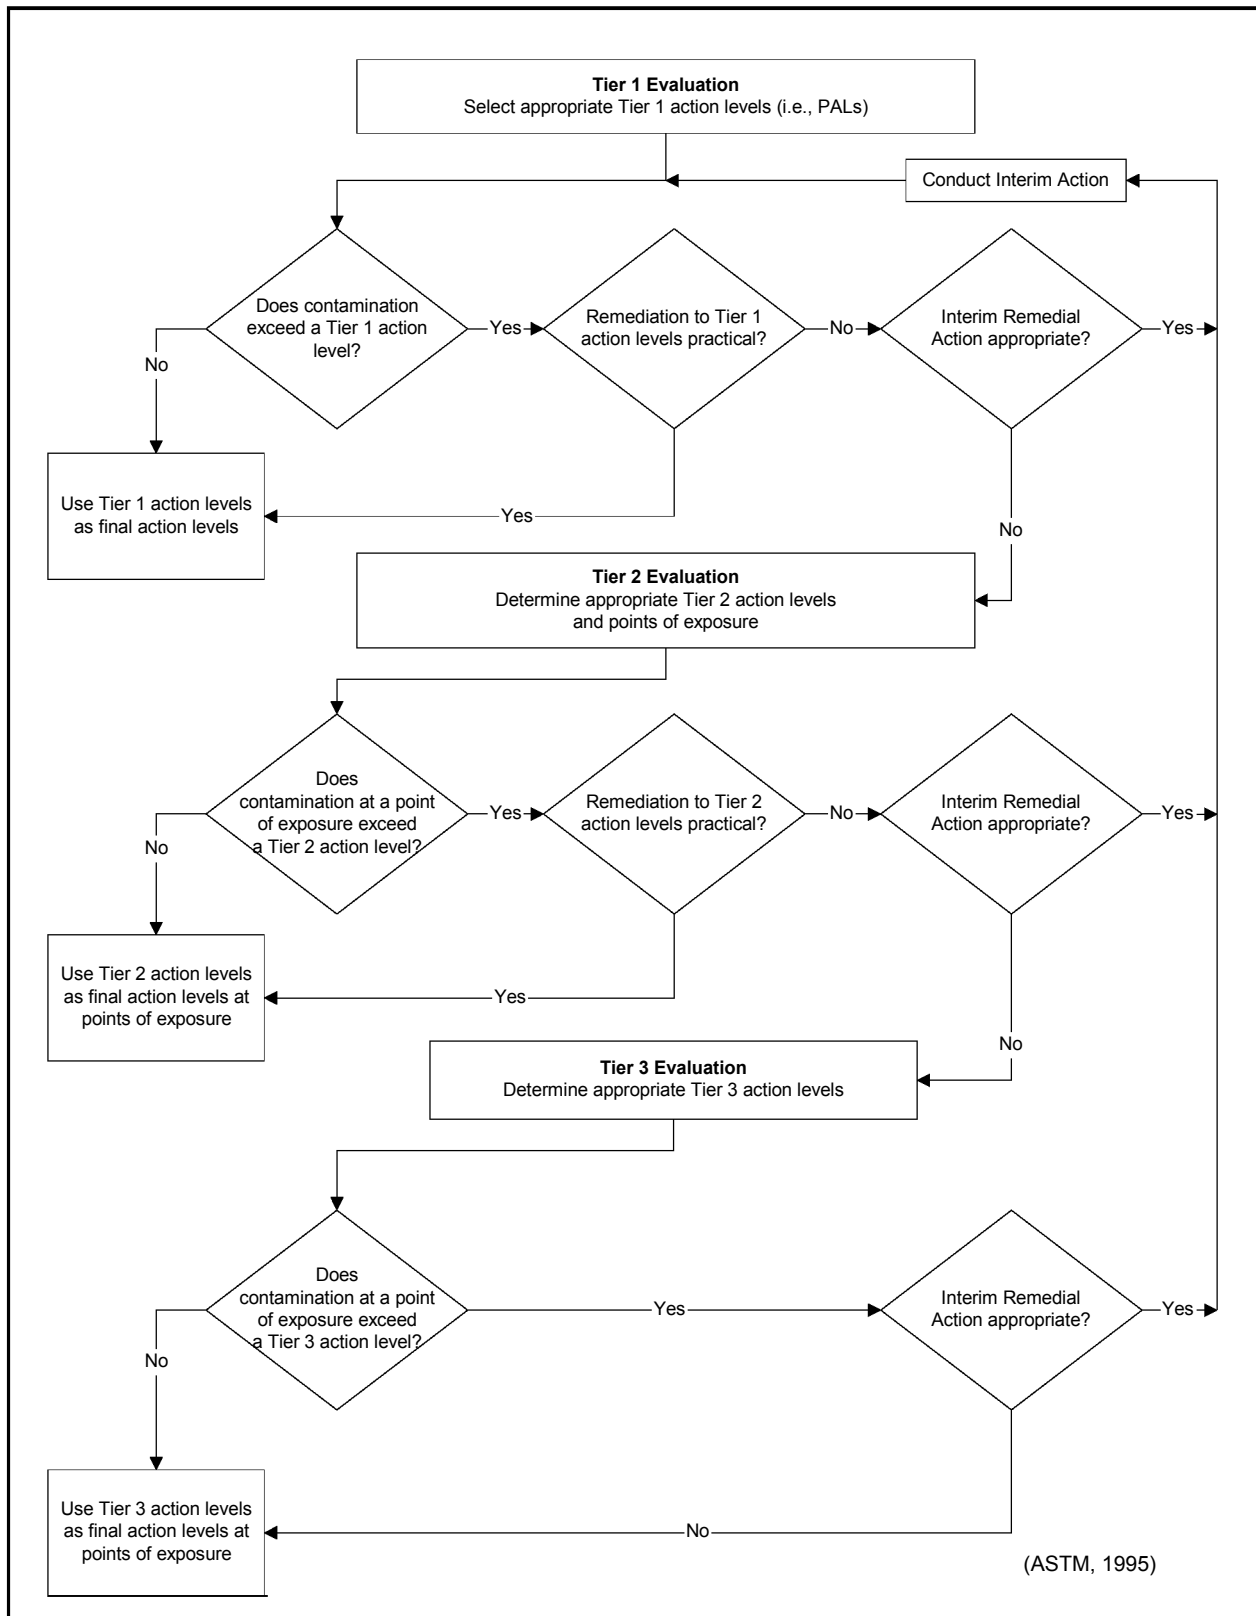 Tier 1 Evaluation
Select appropriate Tier 1 action levels (i.e., PALs)
Conduct Interim Action
Does contamination
exceed a Tier 1 action
level?
Yes
Remediation to Tier 1
action levels practical?
No
Interim Remedial
Action appropriate?
Yes
No
Use Tier 1 action levels
as final action levels
Yes
No
Tier 2 Evaluation
Determine appropriate Tier 2 action levels
and points of exposure
Does
contamination at a point
of exposure exceed
a Tier 2 action level?
Yes
Remediation to Tier 2
action levels practical?
No
Interim Remedial
Action appropriate?
Yes
No
Use Tier 2 action levels
as final action levels at
points of exposure
Yes
No
Tier 3 Evaluation
Determine appropriate Tier 3 action levels
Does
contamination at a point
of exposure exceed
a Tier 3 action level?
Yes
Interim Remedial
Action appropriate?
Yes
No
Use Tier 3 action levels
as final action levels at
points of exposure
No
(ASTM, 1995)